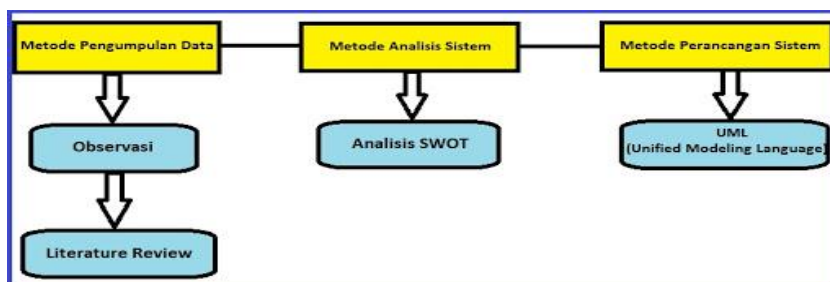 Metode Pengumpulan Data
Metode Analisis Sistem
Metode Perancangan Sistem
Observasi
Analisis SWOT
UML
(Unified Modeling Language)
Literature Review